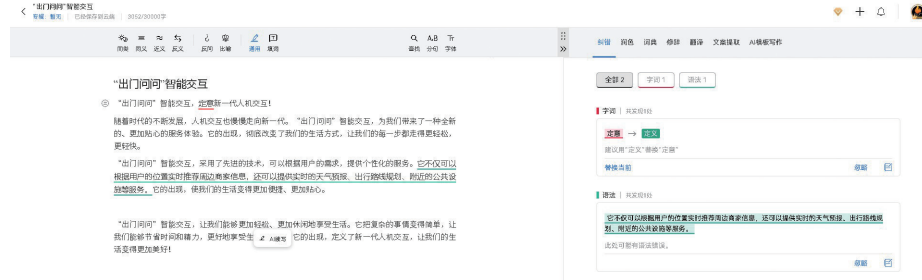 "出门问问"智能交互
专辑: 暂无 | 已经保存到云端 | 2052/30000字
同类 同义 近义 反义 反问 比喻 通用 填词 查找 分包 字体
纠错 润色 词典 修辞 翻译 文案提取 AI模板写作
"出门问问"智能交互
"出门问问"智能交互，定意新一代人机交互！
随着时代的不断发展，人机交互也慢慢走向新一代。"出门问问"智能交互，为我们带来了一种全新
的、更加贴心的服务体验。它的出现，彻底改变了我们的生活方式，让我们的每一步都走得更轻松，
更轻快。
"出门问问"智能交互，采用了先进的技术，可以根据用户的需求，提供个性化的服务。它不仅可以
根据用户的位置实时推荐周边商家信息，还可以提供实时的天气预报、出行路线规划、附近的公共设
施等服务。它的出现，使我们的生活变得更加便捷、更加贴心。
"出门问问"智能交互，让我们能够更加轻松、更加休闲地享受生活。它把复杂的事情变得简单，让
我们能够节省时间和精力，更好地享受生
AI续写
它的出现，定义了新一代人机交互，让我们的生
活变得更加美好！
全部 2 字词 1 语法 1
字词 | 共发现1处
定意 → 定义
建议用"定义"替换"定意"
替换当前 忽略
语法 | 共发现1处
它不仅可以根据用户的位置实时推荐周边商家信息，还可以提供实时的天气预报、出行路线规
划、附近的公共设施等服务。
此处可能有语法错误。
忽略